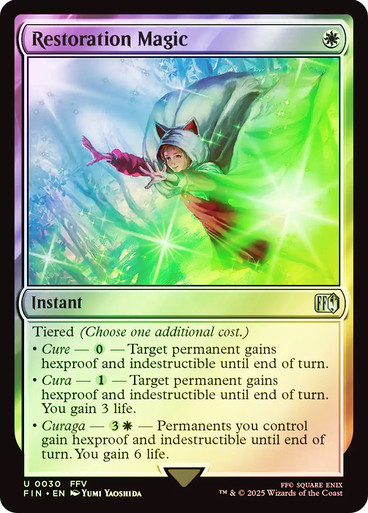 Restoration Magic
Instant
FFV
Tiered (Choose one additional cost.)
• Cure — 0 — Target permanent gains
hexproof and indestructible until end of turn.
• Cura — 1 — Target permanent gains
hexproof and indestructible until end of turn.
You gain 3 life.
• Curaga — 3 — Permanents you control
gain hexproof and indestructible until end of
turn. You gain 6 life.
U 0030 FFV
FIN • EN Yumi Yaoshida
FF© SQUARE ENIX
™ & © 2025 Wizards of the Coast